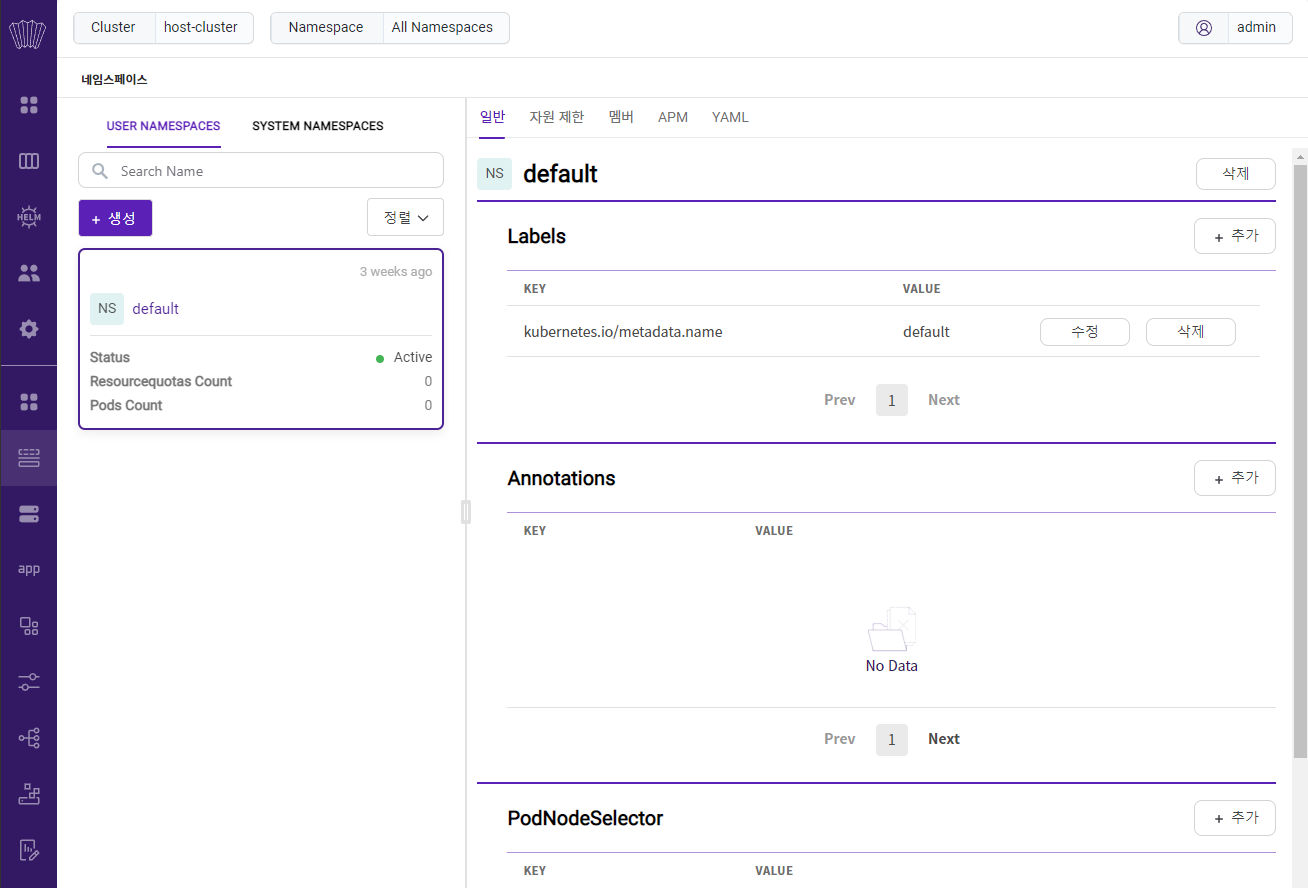 Cluster host-cluster Namespace All Namespaces admin
네임스페이스
USER NAMESPACES SYSTEM NAMESPACES
Search Name
+ 생성 정렬
3 weeks ago
NS default
Status Active
Resourcequotas Count 0
Pods Count 0
HELM
app
일반 자원 제한 멤버 APM YAML
NS default 삭제
Labels + 추가
KEY VALUE
kubernetes.io/metadata.name default 수정 삭제
Prev 1 Next
Annotations + 추가
KEY VALUE
No Data
Prev 1 Next
PodNodeSelector + 추가
KEY VALUE